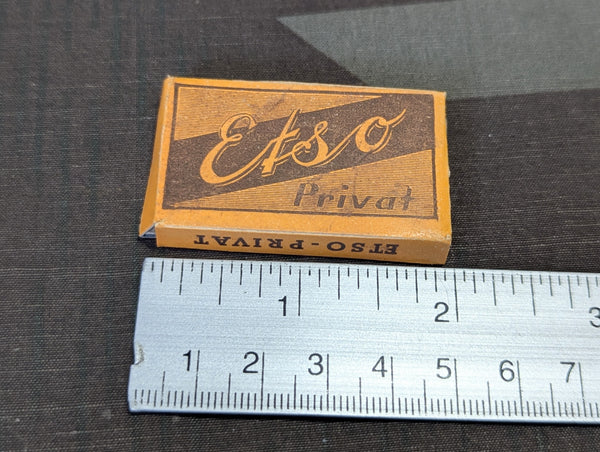 Etso
Privat
ETSO-PRIVAT
1 2 3
1 2 3 4 5 6 7